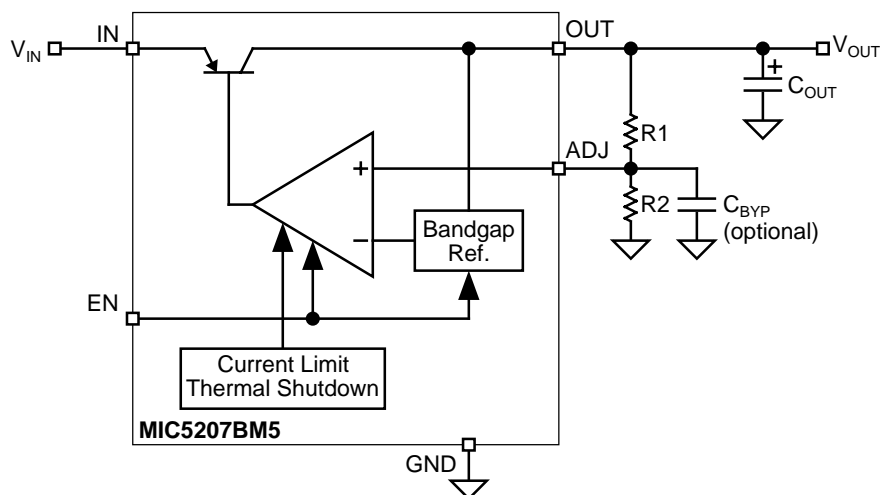 IN
OUT
V_IN
V_OUT
+
C_OUT
R1
ADJ
+
R2
C_BYP
(optional)
−
Bandgap
Ref.
EN
Current Limit
Thermal Shutdown
MIC5207BM5
GND